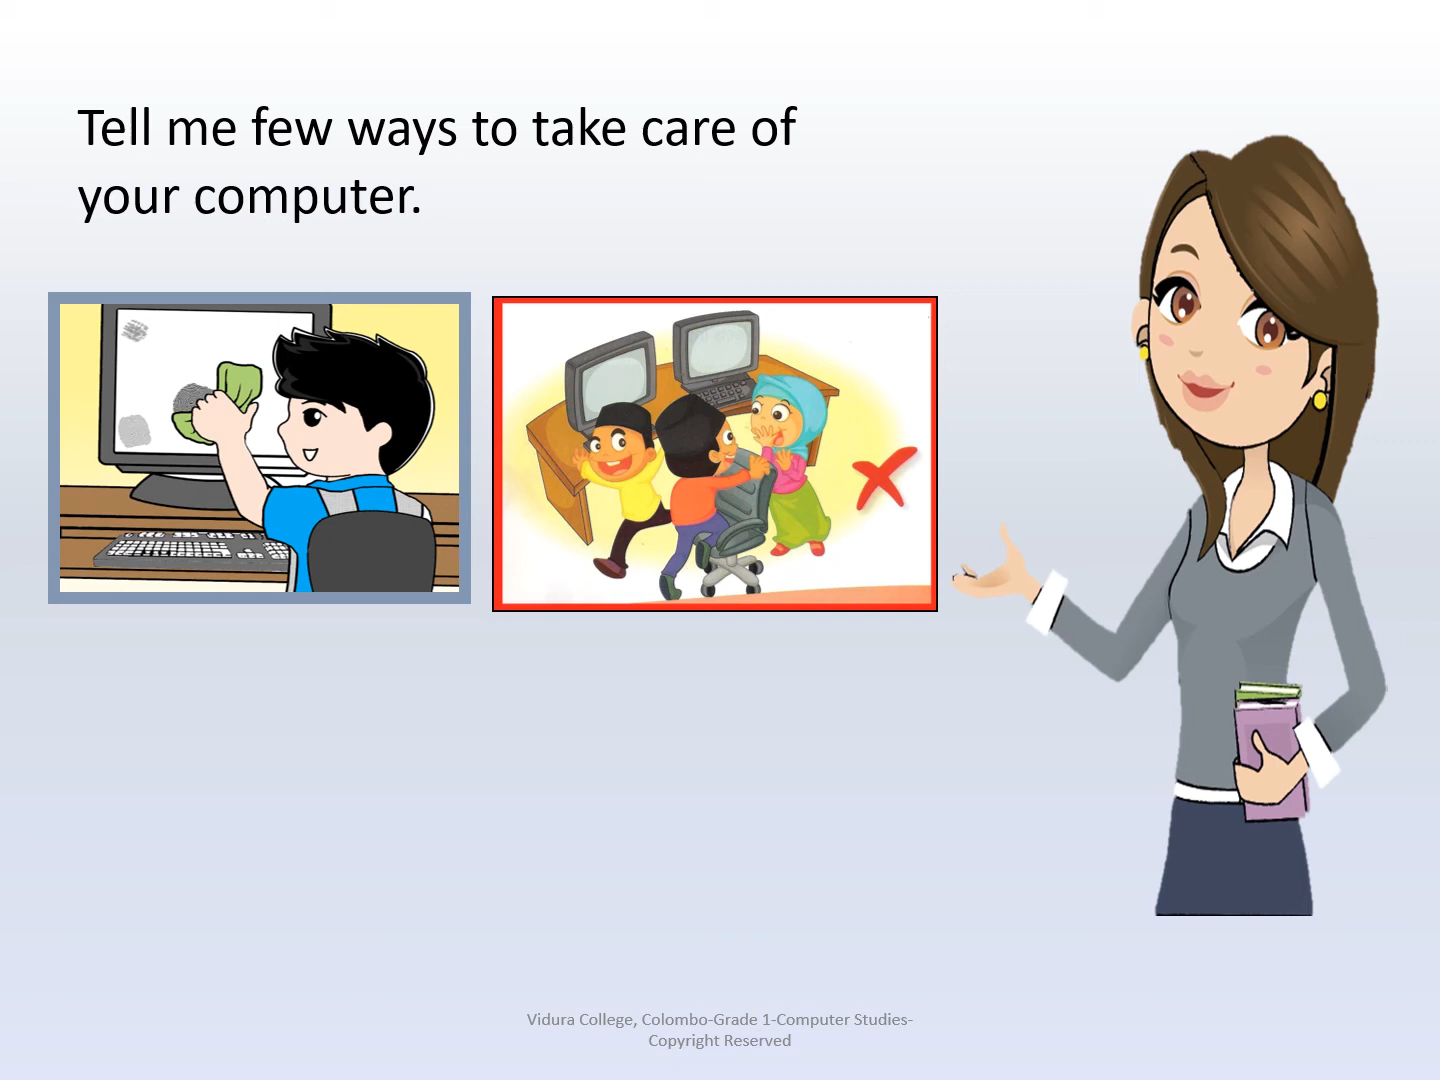 Tell me few ways to take care of
your computer.
Vidura College, Colombo-Grade 1-Computer Studies-
Copyright Reserved